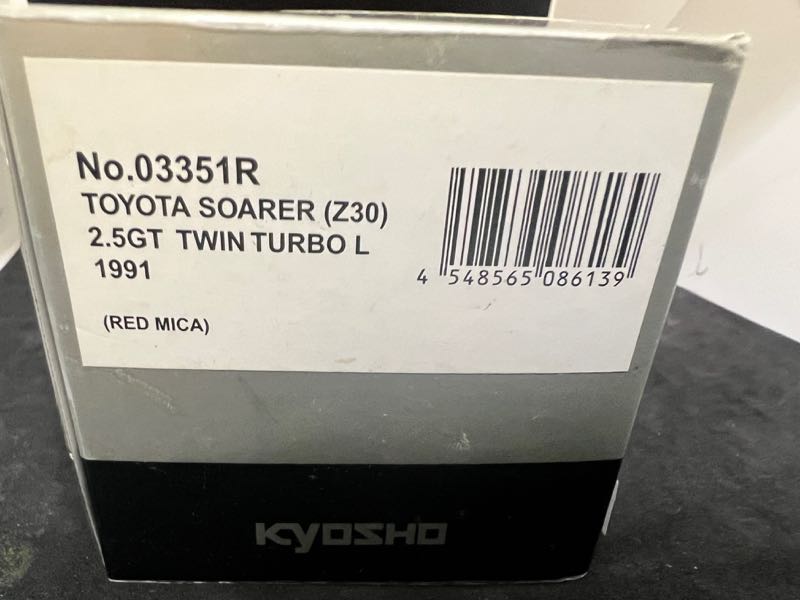 No.03351R
TOYOTA SOARER (Z30)
2.5GT TWIN TURBO L
1991
(RED MICA)
4 548565 086139
KYOSHO